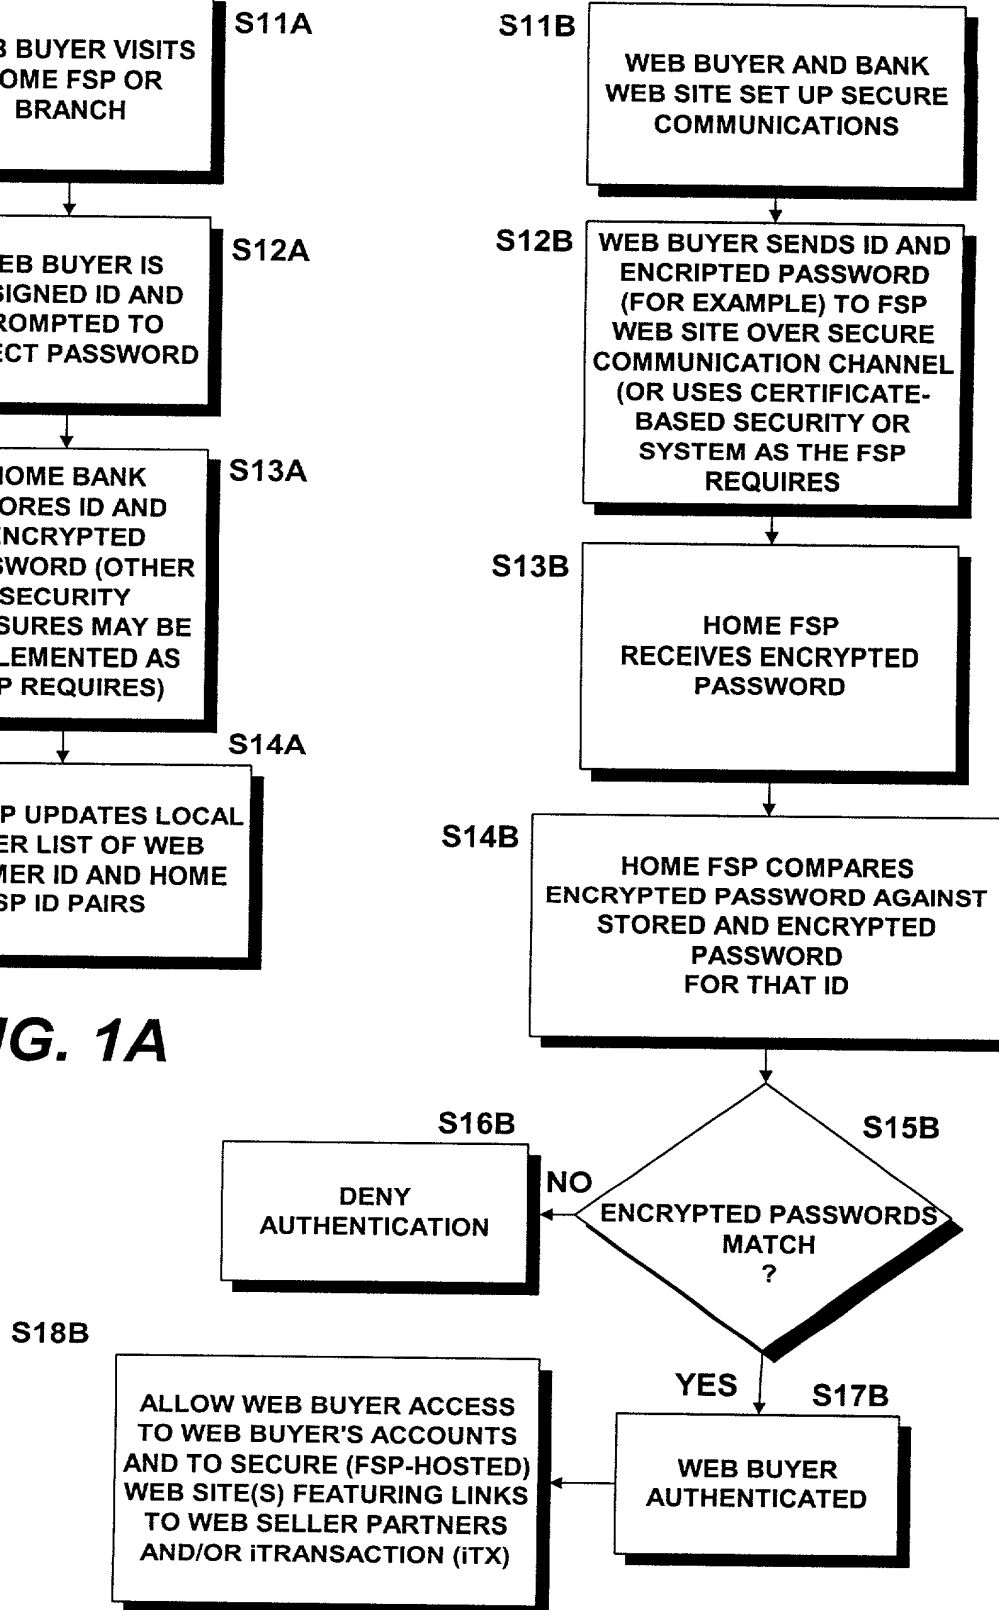 S11A
B BUYER VISITS
OME FSP OR
BRANCH
S12A
EB BUYER IS
SIGNED ID AND
ROMPTED TO
ECT PASSWORD
S13A
HOME BANK
ORES ID AND
ENCRYPTED
SWORD (OTHER
SECURITY
SURES MAY BE
LEMENTED AS
P REQUIRES)
S14A
P UPDATES LOCAL
ER LIST OF WEB
MER ID AND HOME
SP ID PAIRS
IG. 1A
S11B
WEB BUYER AND BANK
WEB SITE SET UP SECURE
COMMUNICATIONS
S12B
WEB BUYER SENDS ID AND
ENCRIPTED PASSWORD
(FOR EXAMPLE) TO FSP
WEB SITE OVER SECURE
COMMUNICATION CHANNEL
(OR USES CERTIFICATE-
BASED SECURITY OR
SYSTEM AS THE FSP
REQUIRES
S13B
HOME FSP
RECEIVES ENCRYPTED
PASSWORD
S14B
HOME FSP COMPARES
ENCRYPTED PASSWORD AGAINST
STORED AND ENCRYPTED
PASSWORD
FOR THAT ID
S15B
ENCRYPTED PASSWORDS
MATCH
?
NO
S16B
DENY
AUTHENTICATION
YES
S17B
WEB BUYER
AUTHENTICATED
S18B
ALLOW WEB BUYER ACCESS
TO WEB BUYER'S ACCOUNTS
AND TO SECURE (FSP-HOSTED)
WEB SITE(S) FEATURING LINKS
TO WEB SELLER PARTNERS
AND/OR iTRANSACTION (iTX)